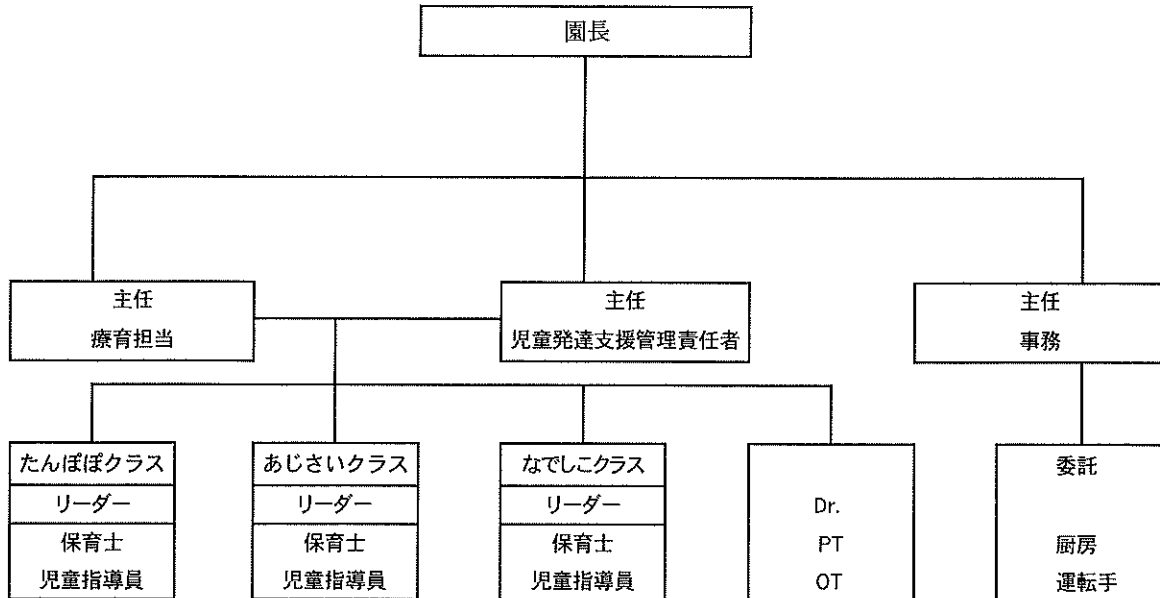 園長
主任
療育担当
主任
児童発達支援管理責任者
主任
事務
たんぽぽクラス
リーダー
保育士
児童指導員
あじさいクラス
リーダー
保育士
児童指導員
なでしこクラス
リーダー
保育士
児童指導員
Dr.
PT
OT
委託
厨房
運転手